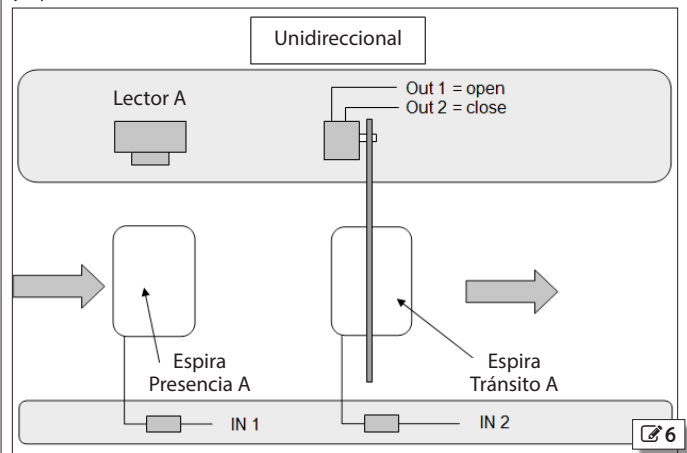 Unidireccional
Lector A
Out 1 = open
Out 2 = close
Espira
Presencia A
Espira
Tránsito A
IN 1
IN 2
6